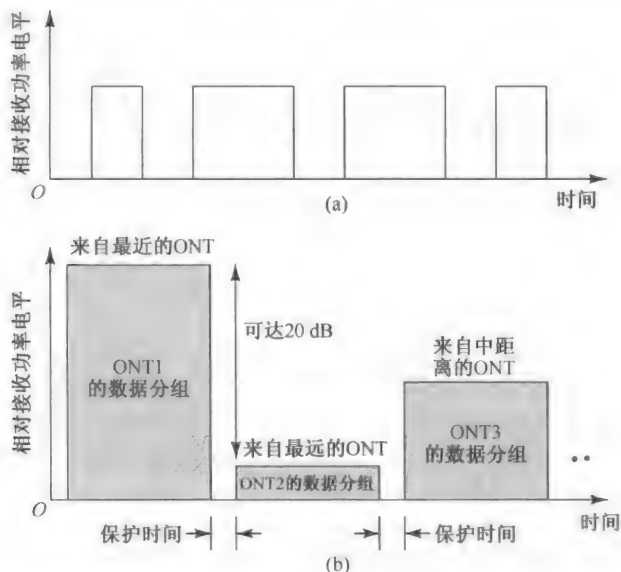 相对接收功率电平
O
时间
(a)
相对接收功率电平
来自最近的ONT
ONT1
的数据分组
可达20 dB
来自最远的ONT
ONT2的数据分组
来自中距
离的ONT
ONT3
的数据分组
O
时间
保护时间
保护时间
(b)